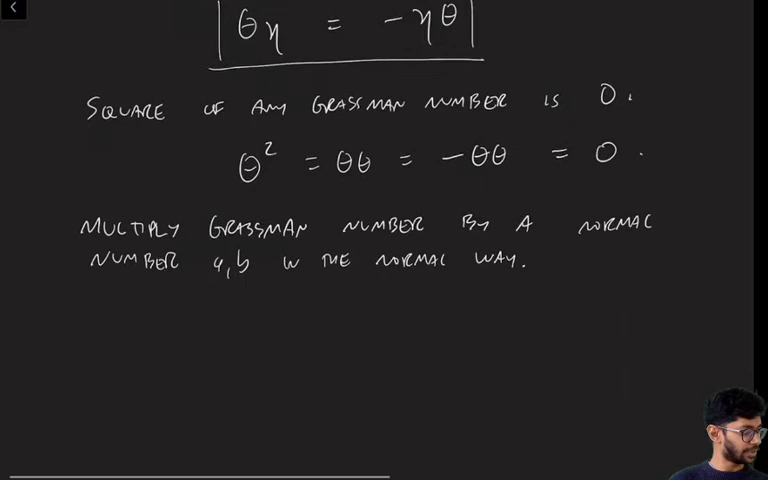 θη = -ηθ
SQUARE OF ANY GRASSMAN NUMBER IS 0.
θ² = θθ = -θθ = 0.
MULTIPLY GRASSMAN NUMBER BY A NORMAL
NUMBER a,b IN THE NORMAL WAY.